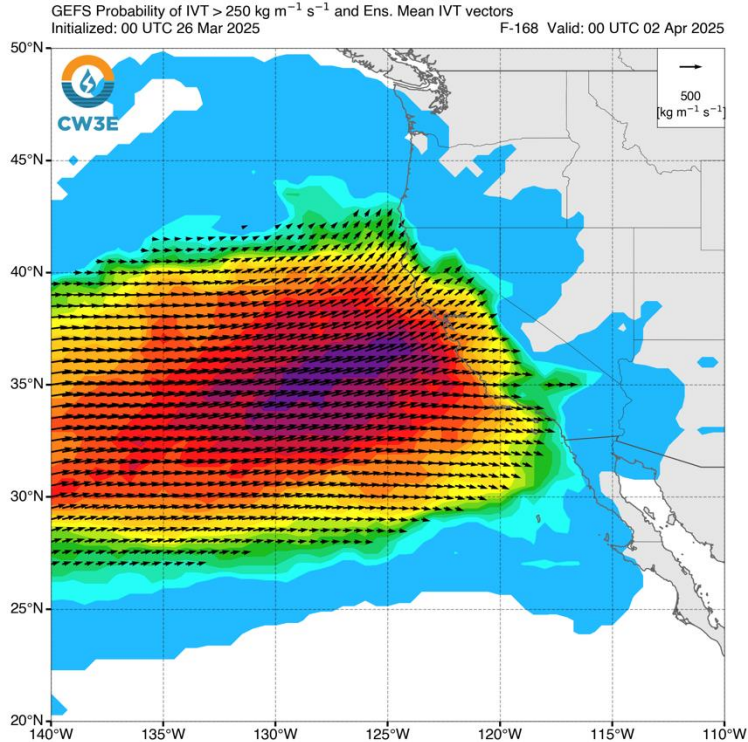 GEFS Probability of IVT > 250 kg m⁻¹ s⁻¹ and Ens. Mean IVT vectors
Initialized: 00 UTC 26 Mar 2025 F-168 Valid: 00 UTC 02 Apr 2025
50°N
CW3E
500
[kg m⁻¹ s⁻¹]
45°N
40°N
35°N
30°N
25°N
20°N
140°W 135°W 130°W 125°W 120°W 115°W 110°W